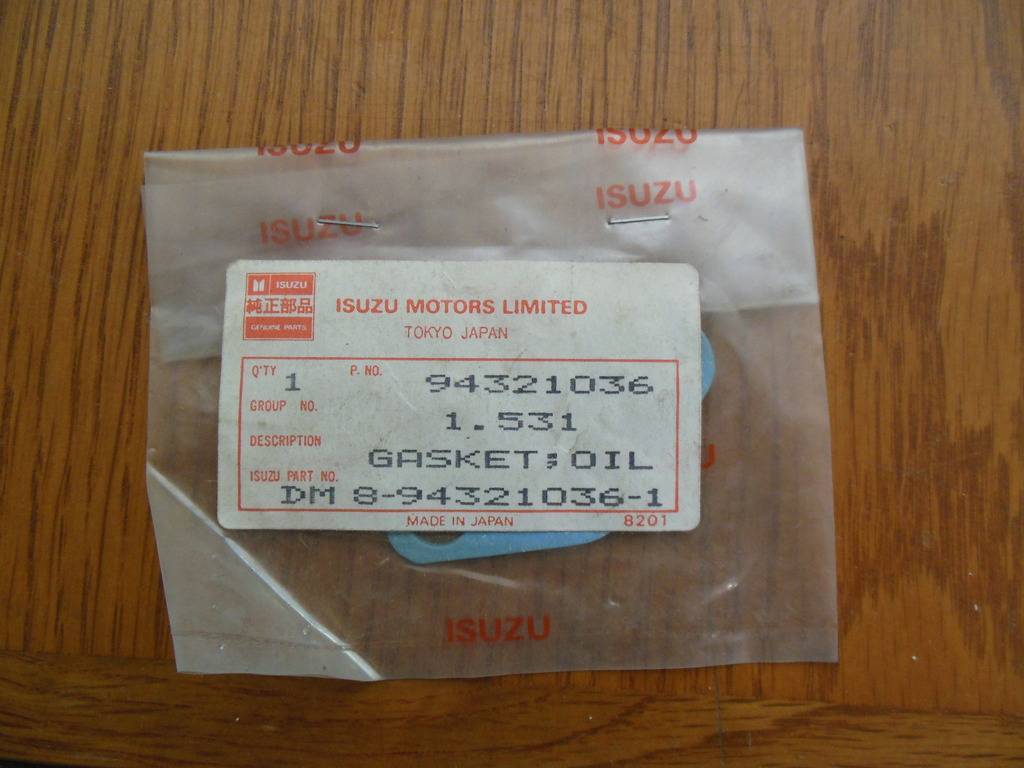 ISUZU ISUZU
ISUZU ISUZU
ISUZU
純正部品
GENUINE PARTS
ISUZU MOTORS LIMITED
TOKYO JAPAN
Q'TY 1 P. NO. 94321036
GROUP NO. 1.531
DESCRIPTION GASKET;OIL
ISUZU PART NO. DM 8-94321036-1
MADE IN JAPAN 8201
U
ISUZU